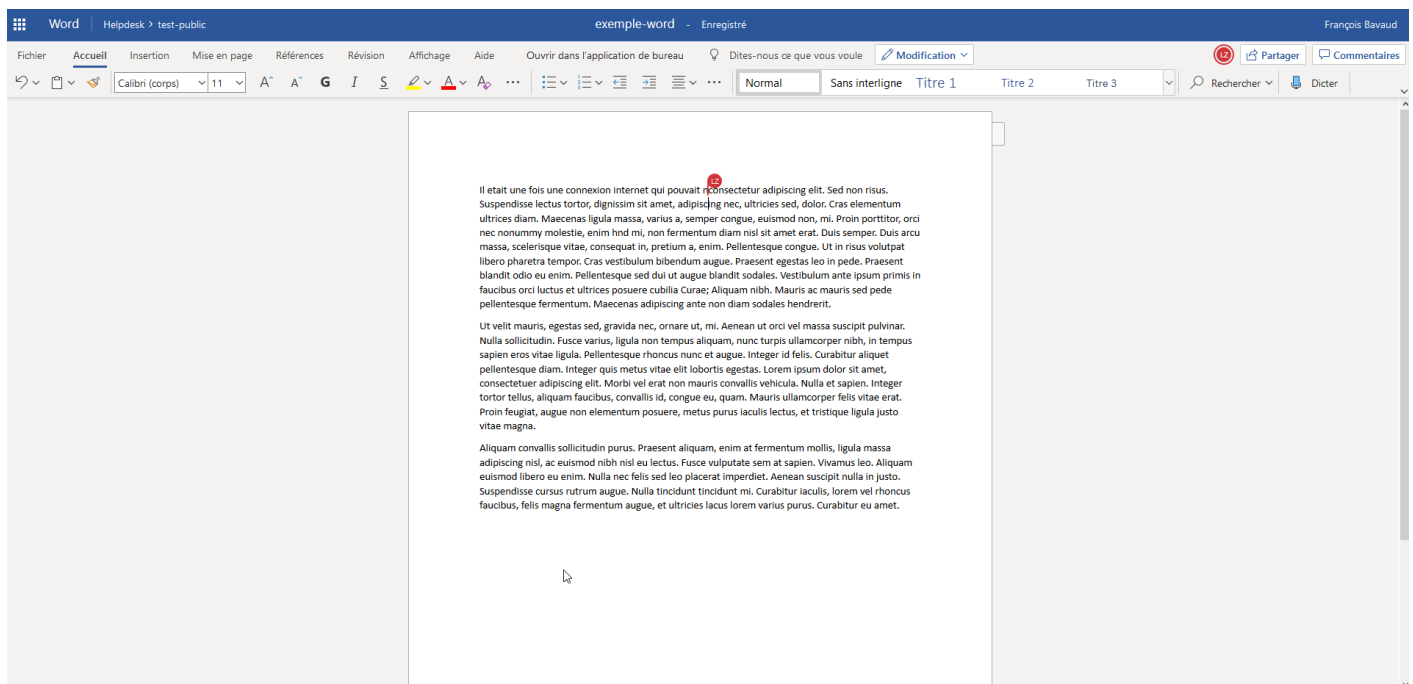 Word Helpdesk > test-public exemple-word - Enregistré François Bavaud
Fichier Accueil Insertion Mise en page Références Révision Affichage Aide Ouvrir dans l'application de bureau Dites-nous ce que vous voule Modification LZ Partager Commentaires
Calibri (corps) 11 A A G I S A A Normal Sans interligne Titre 1 Titre 2 Titre 3 Rechercher Dicter
LZ
Il etait une fois une connexion internet qui pouvait nconsectetur adipiscing elit. Sed non risus.
Suspendisse lectus tortor, dignissim sit amet, adipiscing nec, ultricies sed, dolor. Cras elementum
ultrices diam. Maecenas ligula massa, varius a, semper congue, euismod non, mi. Proin porttitor, orci
nec nonummy molestie, enim hnd mi, non fermentum diam nisl sit amet erat. Duis semper. Duis arcu
massa, scelerisque vitae, consequat in, pretium a, enim. Pellentesque congue. Ut in risus volutpat
libero pharetra tempor. Cras vestibulum bibendum augue. Praesent egestas leo in pede. Praesent
blandit odio eu enim. Pellentesque sed dui ut augue blandit sodales. Vestibulum ante ipsum primis in
faucibus orci luctus et ultrices posuere cubilia Curae; Aliquam nibh. Mauris ac mauris sed pede
pellentesque fermentum. Maecenas adipiscing ante non diam sodales hendrerit.
Ut velit mauris, egestas sed, gravida nec, ornare ut, mi. Aenean ut orci vel massa suscipit pulvinar.
Nulla sollicitudin. Fusce varius, ligula non tempus aliquam, nunc turpis ullamcorper nibh, in tempus
sapien eros vitae ligula. Pellentesque rhoncus nunc et augue. Integer id felis. Curabitur aliquet
pellentesque diam. Integer quis metus vitae elit lobortis egestas. Lorem ipsum dolor sit amet,
consectetuer adipiscing elit. Morbi vel erat non mauris convallis vehicula. Nulla et sapien. Integer
tortor tellus, aliquam faucibus, convallis id, congue eu, quam. Mauris ullamcorper felis vitae erat.
Proin feugiat, augue non elementum posuere, metus purus iaculis lectus, et tristique ligula justo
vitae magna.
Aliquam convallis sollicitudin purus. Praesent aliquam, enim at fermentum mollis, ligula massa
adipiscing nisl, ac euismod nibh nisl eu lectus. Fusce vulputate sem at sapien. Vivamus leo. Aliquam
euismod libero eu enim. Nulla nec felis sed leo placerat imperdiet. Aenean suscipit nulla in justo.
Suspendisse cursus rutrum augue. Nulla tincidunt tincidunt mi. Curabitur iaculis, lorem vel rhoncus
faucibus, felis magna fermentum augue, et ultricies lacus lorem varius purus. Curabitur eu amet.